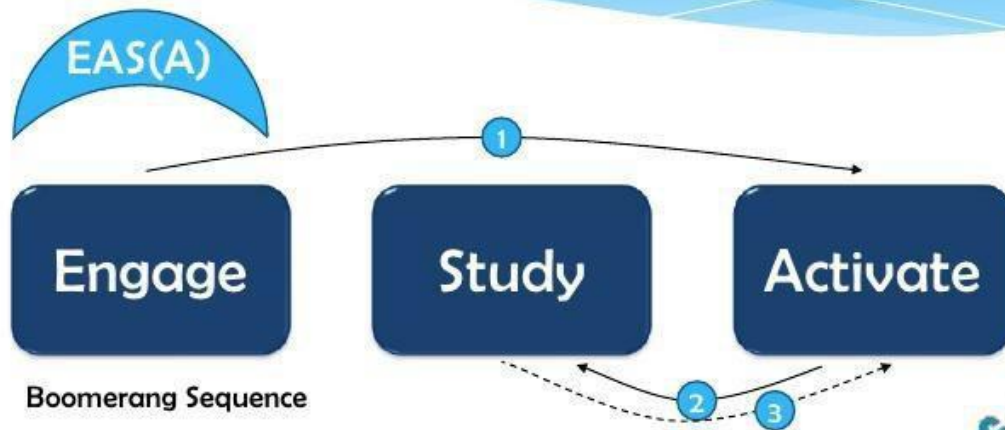 EAS(A)
1
Engage
Study
Activate
2
3
Boomerang Sequence